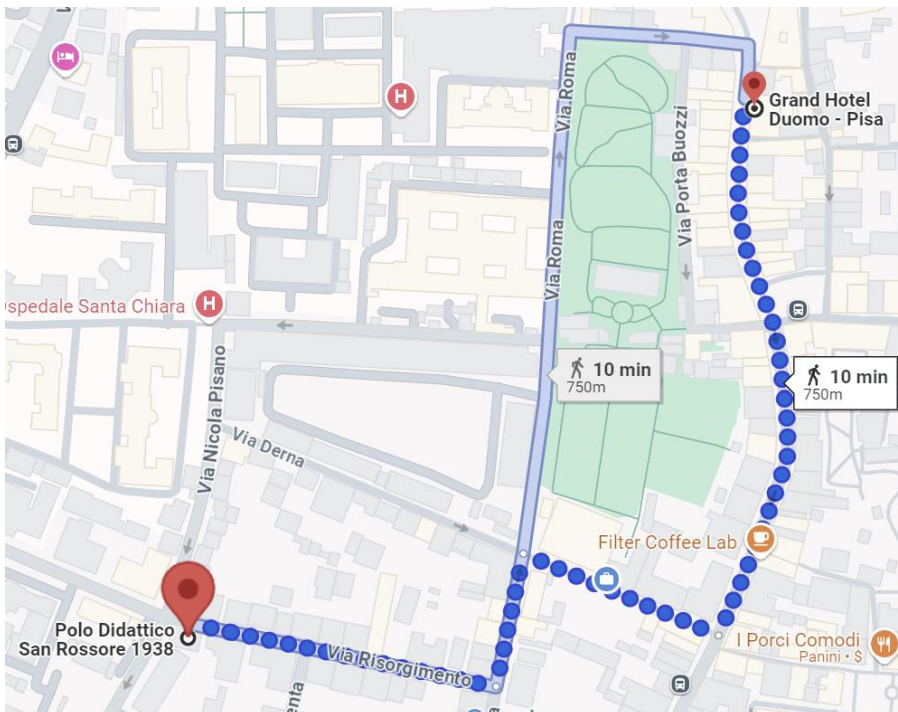 H
Via Roma
Grand Hotel
Duomo - Pisa
Via Porta Buozzi
Via Roma
ospedale Santa Chiara
H
10 min
750m
10 min
750m
Via Nicola Pisano
Via Derna
Filter Coffee Lab
Polo Didattico
San Rossore 1938
Via Risorgimento
I Porci Comodi
Panini • $
enta
a